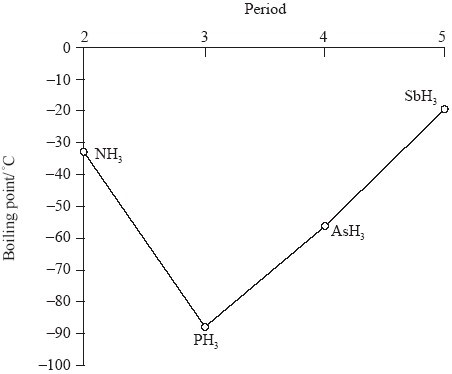 Period
2 3 4 5
0
−10
−20
−30
−40
−50
−60
−70
−80
−90
−100
Boiling point/°C
SbH₃
NH₃
AsH₃
PH₃